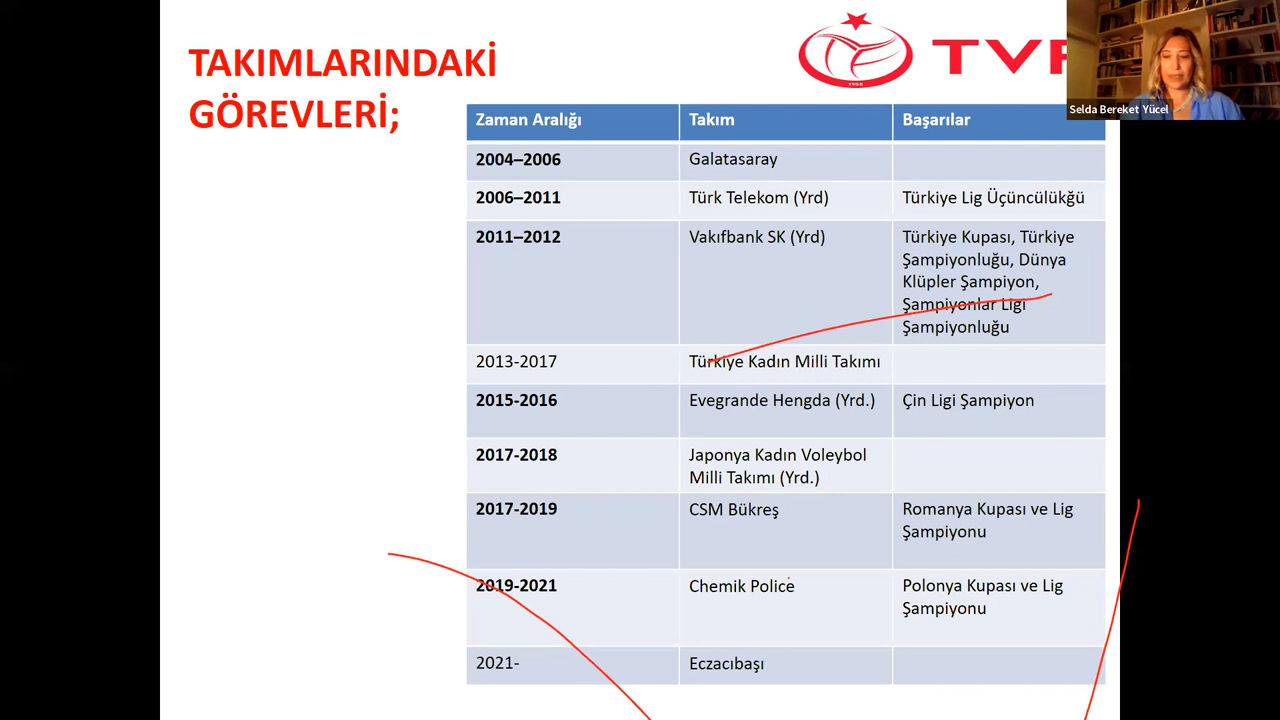 TAKIMLARINDAKİ
GÖREVLERİ;
TVF
1958
Selda Bereket Yücel
Zaman Aralığı Takım Başarılar
2004–2006 Galatasaray
2006–2011 Türk Telekom (Yrd) Türkiye Lig Üçüncülükğü
2011–2012 Vakıfbank SK (Yrd) Türkiye Kupası, Türkiye
Şampiyonluğu, Dünya
Klüpler Şampiyon,
Şampiyonlar Ligi
Şampiyonluğu
2013-2017 Türkiye Kadın Milli Takımı
2015-2016 Evegrande Hengda (Yrd.) Çin Ligi Şampiyon
2017-2018 Japonya Kadın Voleybol
Milli Takımı (Yrd.)
2017-2019 CSM Bükreş Romanya Kupası ve Lig
Şampiyonu
2019-2021 Chemik Police Polonya Kupası ve Lig
Şampiyonu
2021- Eczacıbaşı